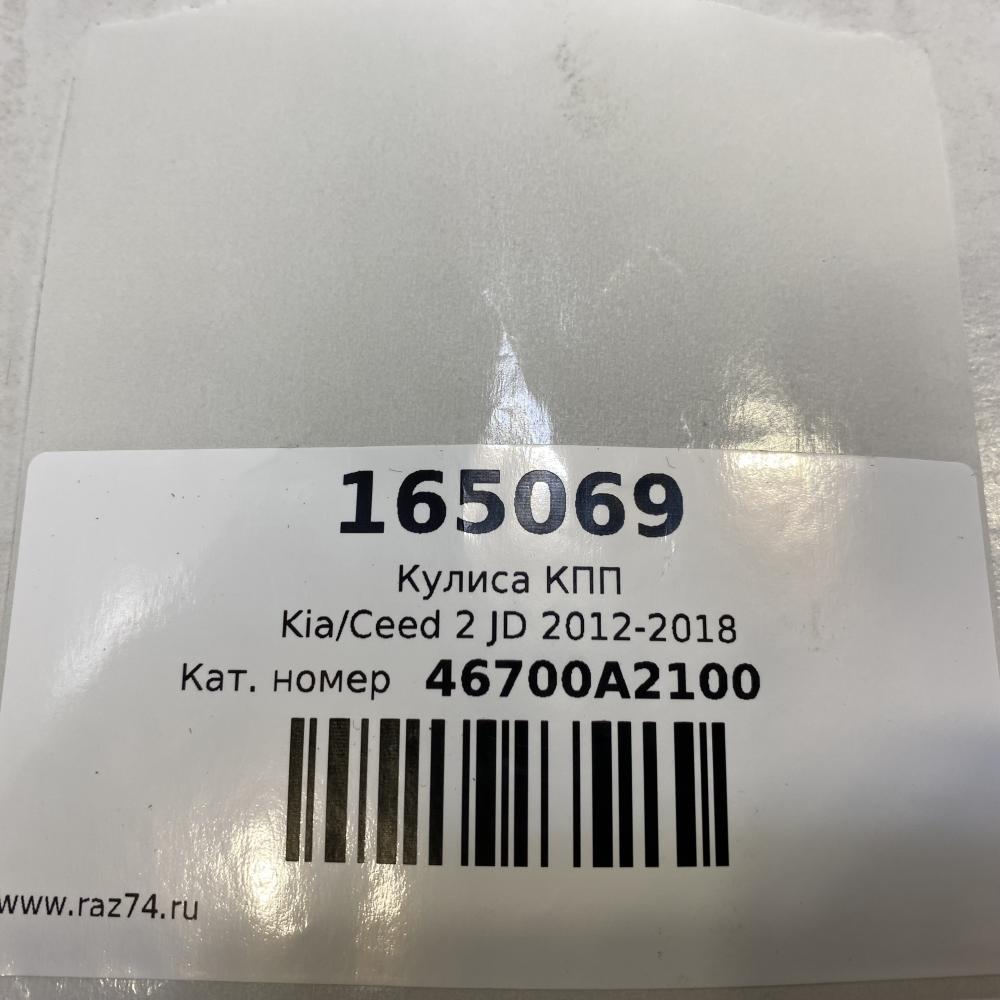 165069
Кулиса КПП
Kia/Ceed 2 JD 2012-2018
Кат. номер 46700A2100
www.raz74.ru